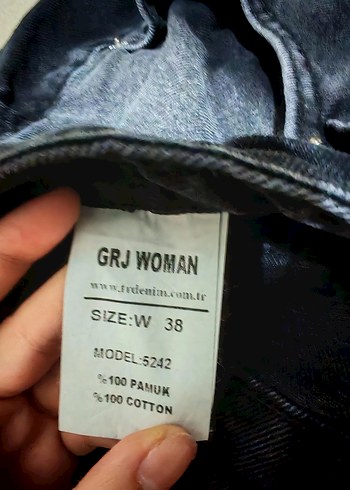 GRJ WOMAN
www.trdenim.com.tr
SIZE:W 38
MODEL:5242
%100 PAMUK
%100 COTTON